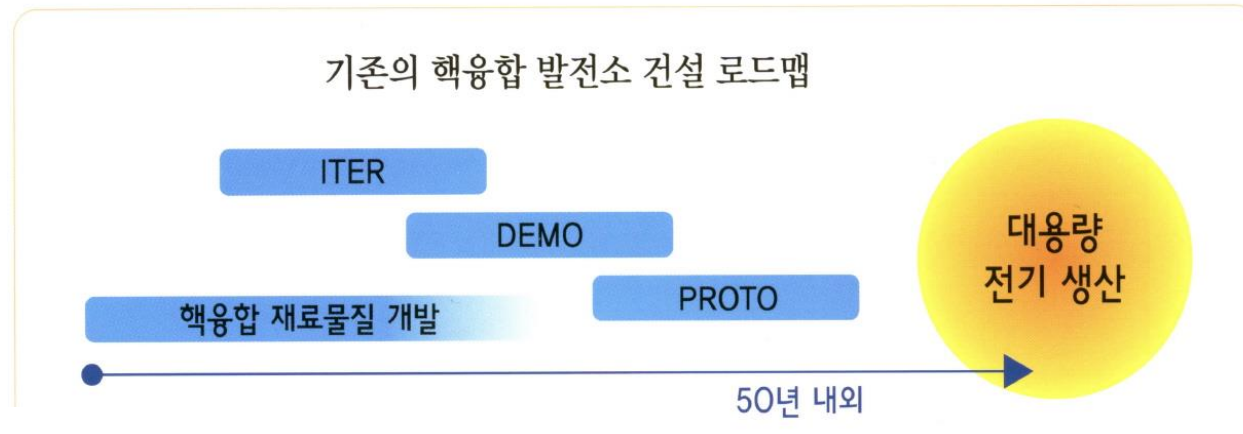 기존의 핵융합 발전소 건설 로드맵
ITER
DEMO
PROTO
핵융합 재료물질 개발
대용량
전기 생산
50년 내외